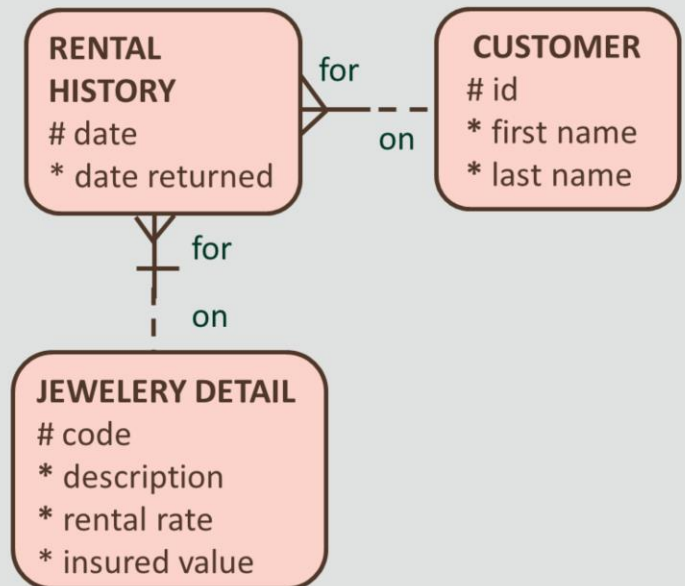 RENTAL
HISTORY
# date
* date returned
for
on
CUSTOMER
# id
* first name
* last name
for
on
JEWELERY DETAIL
# code
* description
* rental rate
* insured value